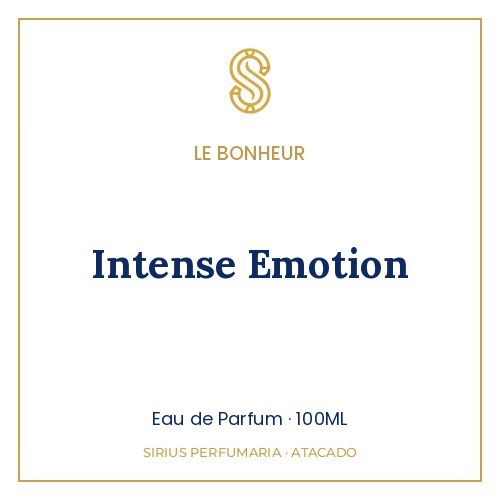 LE BONHEUR
Intense Emotion
Eau de Parfum · 100ML
SIRIUS PERFUMARIA · ATACADO